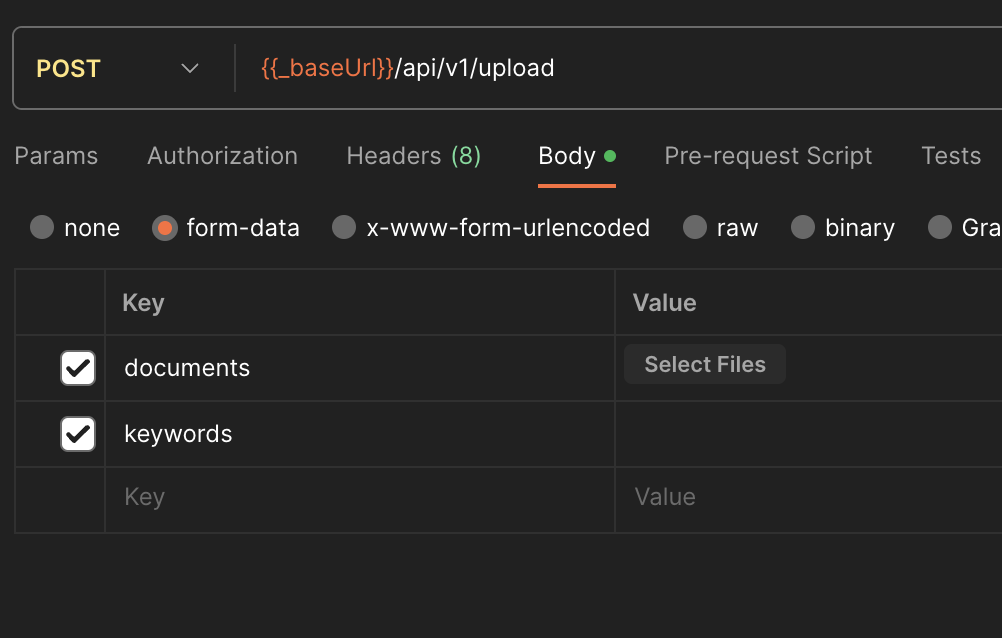 POST {{_baseUrl}}/api/v1/upload
Params Authorization Headers (8) Body Pre-request Script Tests
none form-data x-www-form-urlencoded raw binary Gra
Key Value
documents Select Files
keywords
Key Value